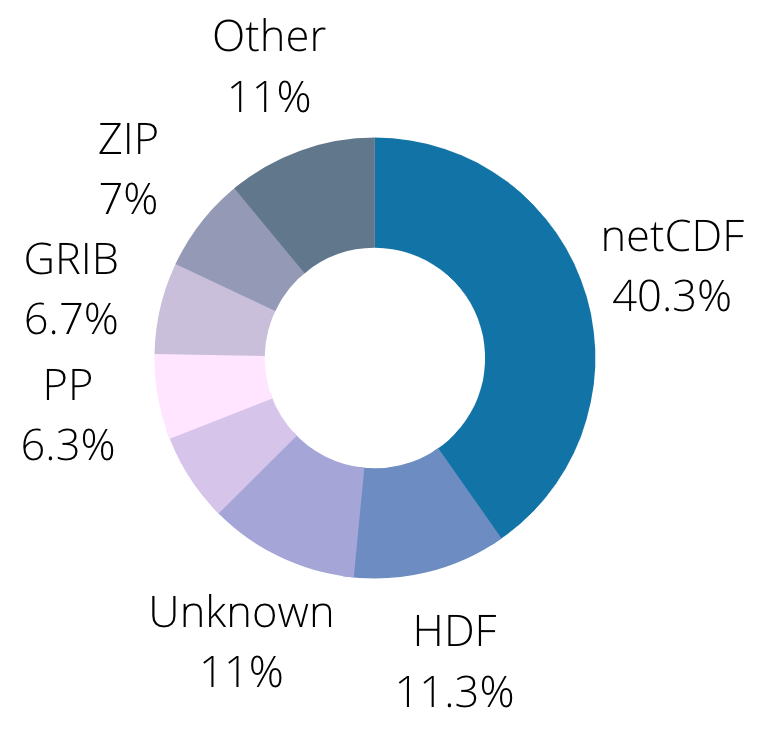 Other
11%
ZIP
7%
GRIB
6.7%
PP
6.3%
netCDF
40.3%
Unknown
11%
HDF
11.3%